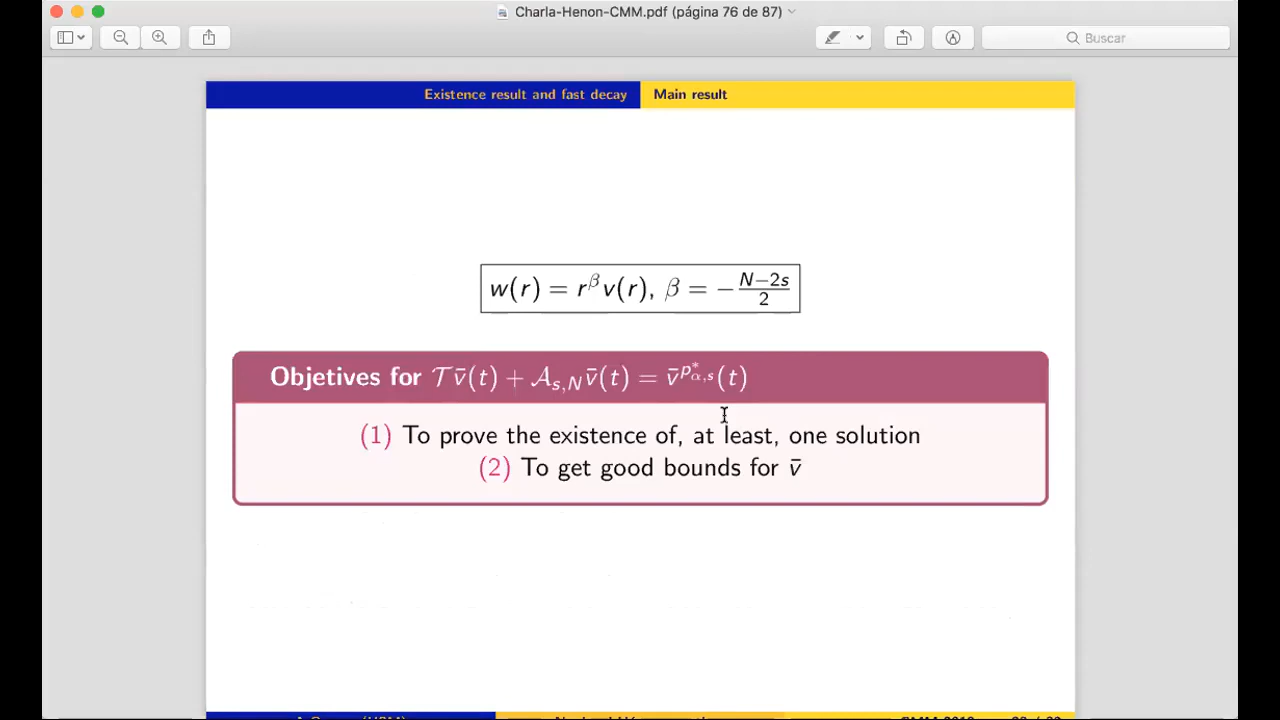 Charla-Henon-CMM.pdf (página 76 de 87)
Buscar
Existence result and fast decay Main result
w(r) = r^β v(r), β = −(N−2s)/2
Objetives for 𝒯v̄(t) + 𝒜_{s,N}v̄(t) = v̄^{p*_{α,s}}(t)
(1) To prove the existence of, at least, one solution
(2) To get good bounds for v̄